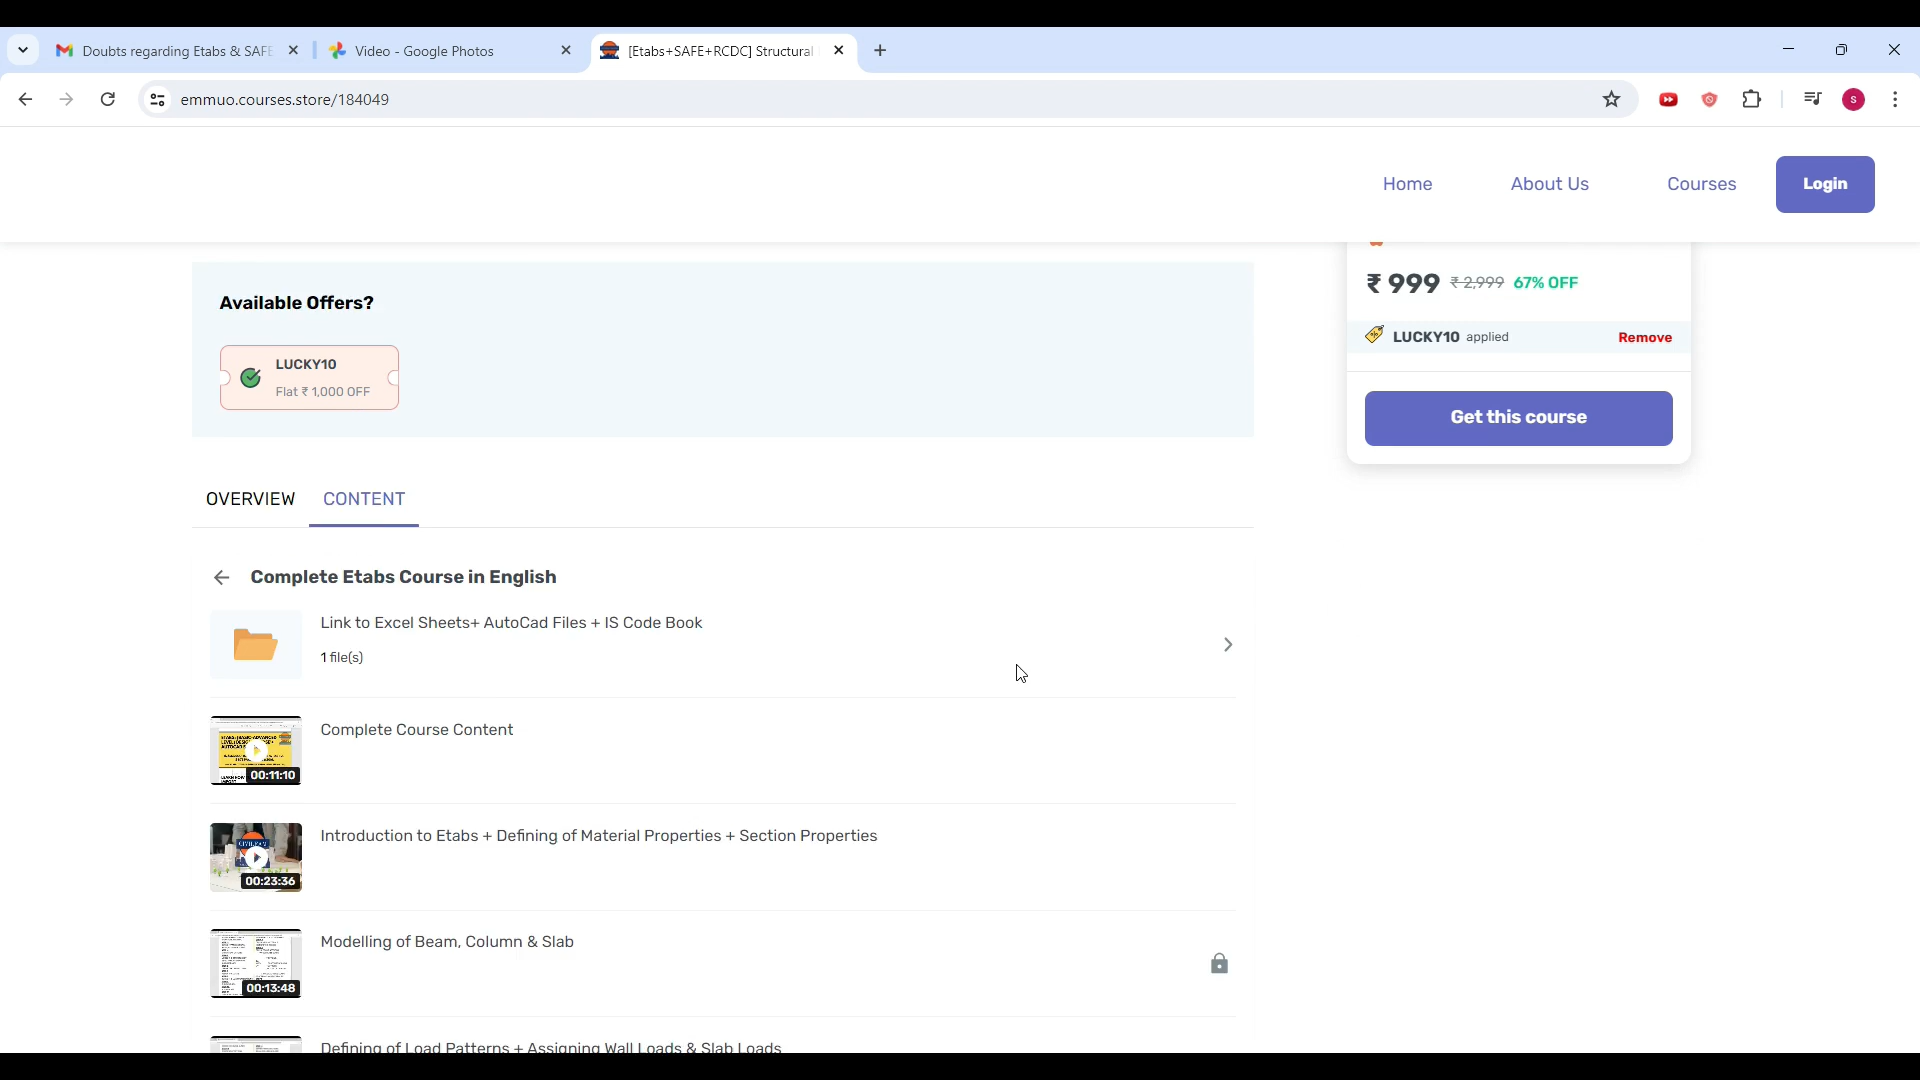 Doubts regarding Etabs & SAFE
Video - Google Photos
[Etabs+SAFE+RCDC] Structural
emmuo.courses.store/184049
S
Home
About Us
Courses
Login
Available Offers?
LUCKY10
Flat ₹ 1,000 OFF
₹ 999 ₹ 2,999 67% OFF
LUCKY10 applied
Remove
Get this course
OVERVIEW
CONTENT
Complete Etabs Course in English
Link to Excel Sheets+ AutoCad Files + IS Code Book
1 file(s)
Complete Course Content
00:11:10
Introduction to Etabs + Defining of Material Properties + Section Properties
00:23:36
Modelling of Beam, Column & Slab
00:13:48
Defining of Load Patterns + Assigning Wall Loads & Slab Loads